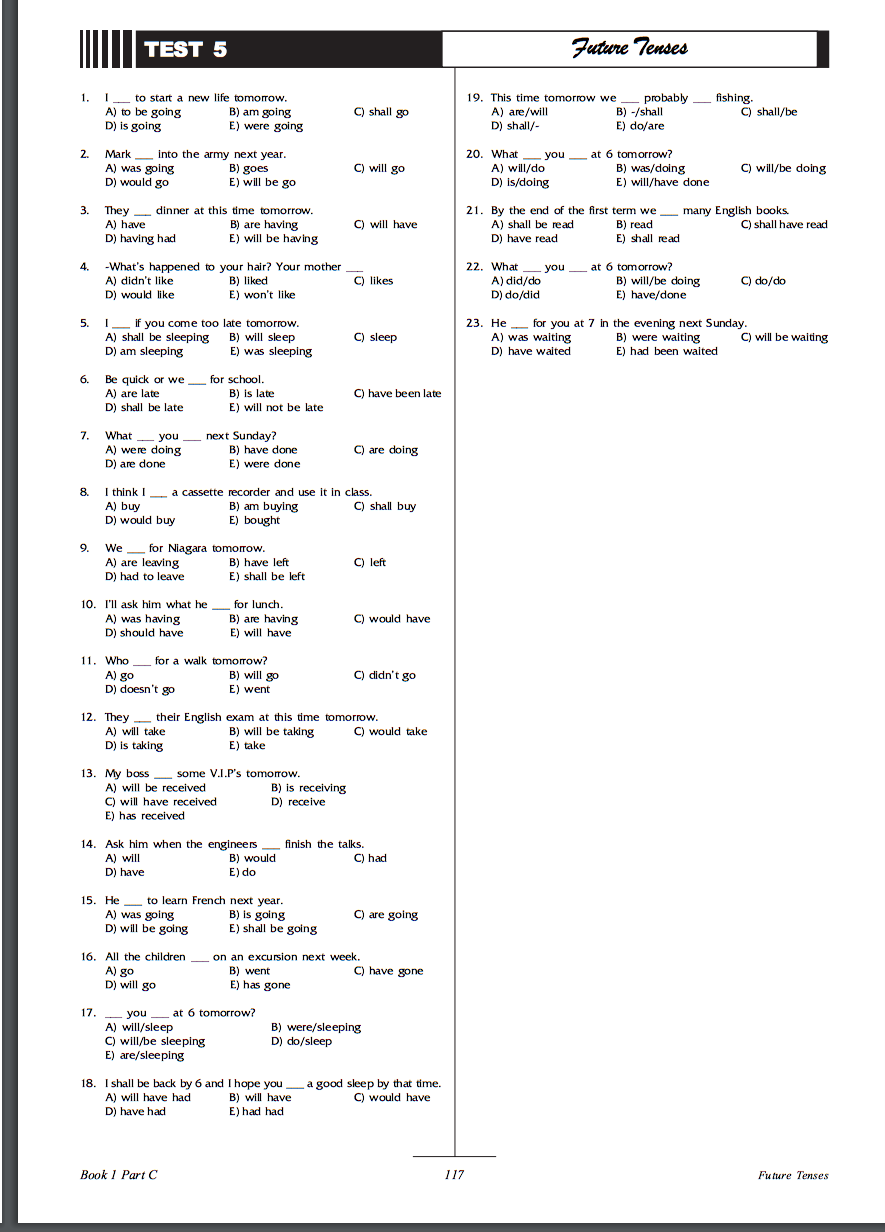 TEST 5
Future Tenses
1. I ___ to start a new life tomorrow.
A) to be going B) am going C) shall go
D) is going E) were going
2. Mark ___ into the army next year.
A) was going B) goes C) will go
D) would go E) will be go
3. They ___ dinner at this time tomorrow.
A) have B) are having C) will have
D) having had E) will be having
4. -What's happened to your hair? Your mother ___
A) didn't like B) liked C) likes
D) would like E) won't like
5. I ___ if you come too late tomorrow.
A) shall be sleeping B) will sleep C) sleep
D) am sleeping E) was sleeping
6. Be quick or we ___ for school.
A) are late B) is late C) have been late
D) shall be late E) will not be late
7. What ___ you ___ next Sunday?
A) were doing B) have done C) are doing
D) are done E) were done
8. I think I ___ a cassette recorder and use it in class.
A) buy B) am buying C) shall buy
D) would buy E) bought
9. We ___ for Niagara tomorrow.
A) are leaving B) have left C) left
D) had to leave E) shall be left
10. I'll ask him what he ___ for lunch.
A) was having B) are having C) would have
D) should have E) will have
11. Who ___ for a walk tomorrow?
A) go B) will go C) didn't go
D) doesn't go E) went
12. They ___ their English exam at this time tomorrow.
A) will take B) will be taking C) would take
D) is taking E) take
13. My boss ___ some V.I.P's tomorrow.
A) will be received B) is receiving
C) will have received D) receive
E) has received
14. Ask him when the engineers ___ finish the talks.
A) will B) would C) had
D) have E) do
15. He ___ to learn French next year.
A) was going B) is going C) are going
D) will be going E) shall be going
16. All the children ___ on an excursion next week.
A) go B) went C) have gone
D) will go E) has gone
17. ___ you ___ at 6 tomorrow?
A) will/sleep B) were/sleeping
C) will/be sleeping D) do/sleep
E) are/sleeping
18. I shall be back by 6 and I hope you ___ a good sleep by that time.
A) will have had B) will have C) would have
D) have had E) had had
19. This time tomorrow we ___ probably ___ fishing.
A) are/will B) -/shall C) shall/be
D) shall/- E) do/are
20. What ___ you ___ at 6 tomorrow?
A) will/do B) was/doing C) will/be doing
D) is/doing E) will/have done
21. By the end of the first term we ___ many English books.
A) shall be read B) read C) shall have read
D) have read E) shall read
22. What ___ you ___ at 6 tomorrow?
A) did/do B) will/be doing C) do/do
D) do/did E) have/done
23. He ___ for you at 7 in the evening next Sunday.
A) was waiting B) were waiting C) will be waiting
D) have waited E) had been waited
Book 1 Part C
117
Future Tenses